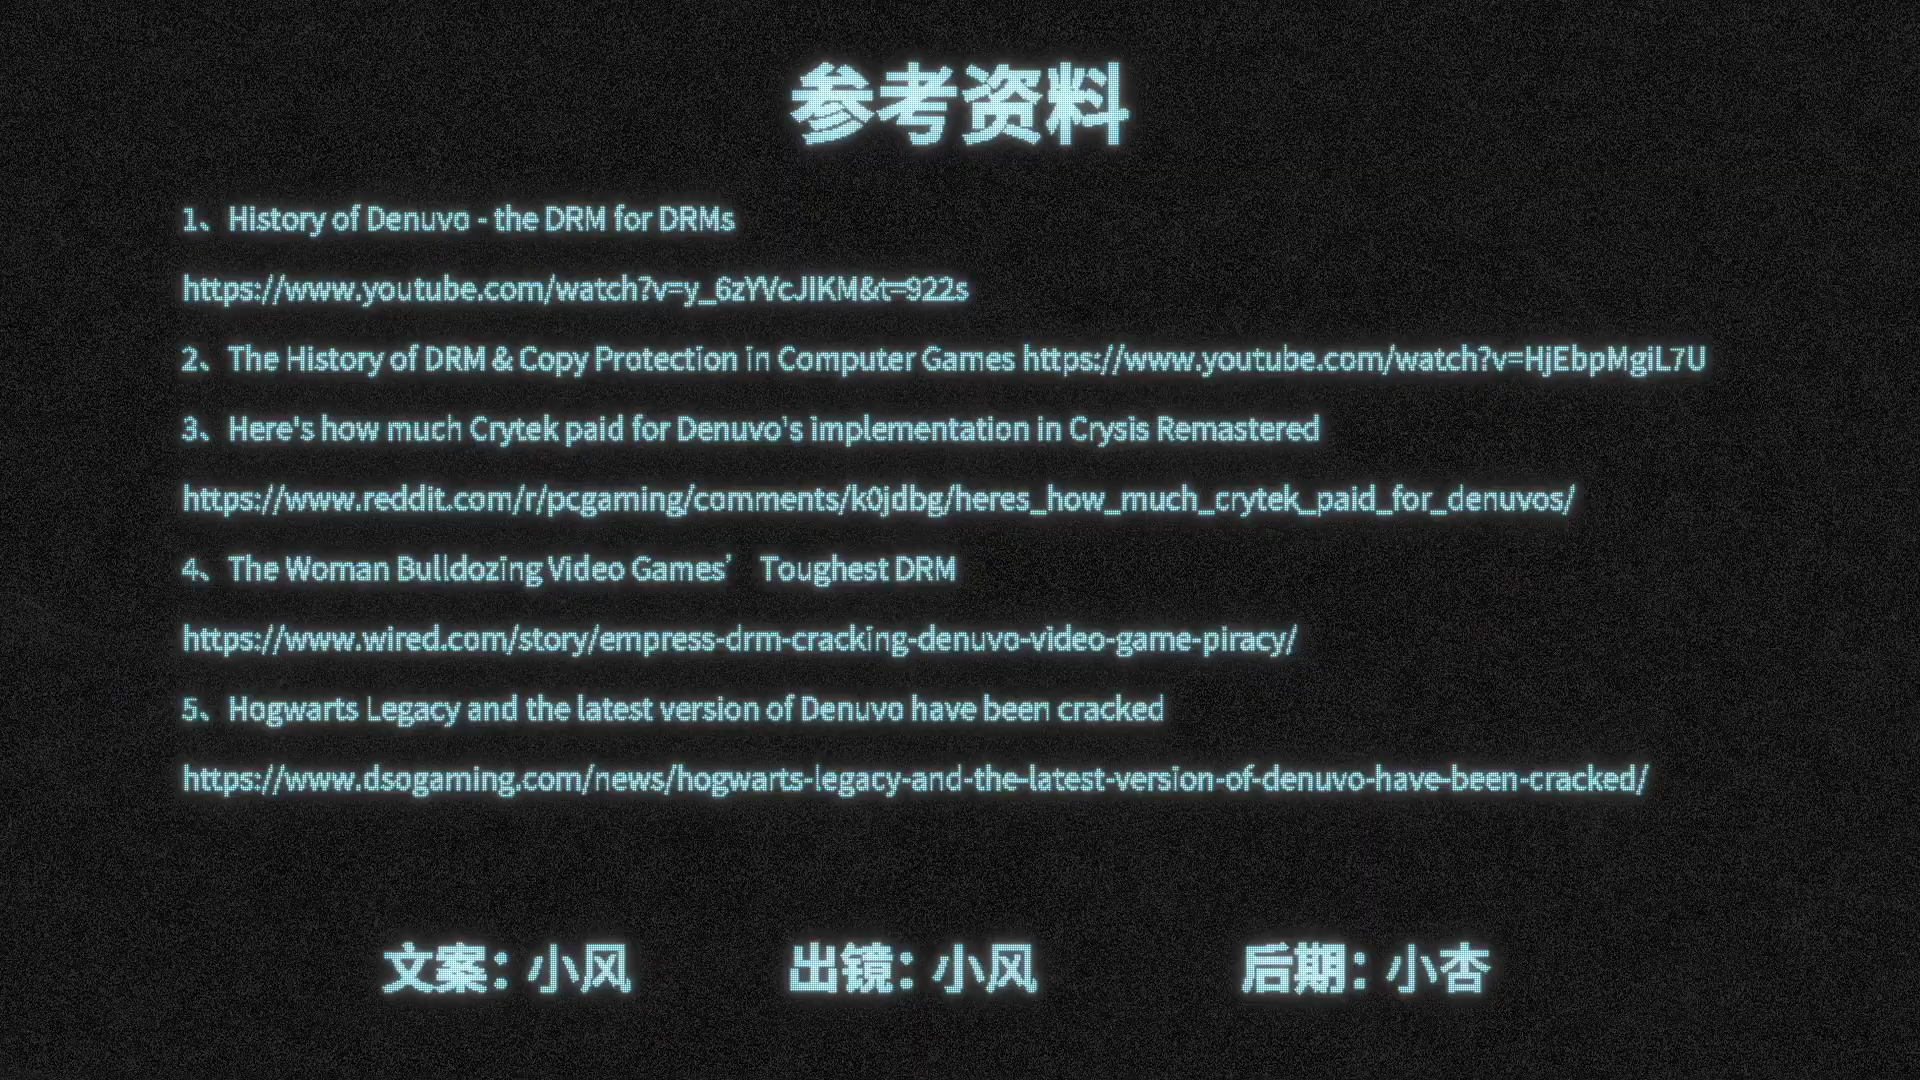 参考资料
1、History of Denuvo - the DRM for DRMs
https://www.youtube.com/watch?v=y_6zYVcJIKM&t=922s
2、The History of DRM & Copy Protection in Computer Games https://www.youtube.com/watch?v=HjEbpMgiL7U
3、Here's how much Crytek paid for Denuvo's implementation in Crysis Remastered
https://www.reddit.com/r/pcgaming/comments/k0jdbg/heres_how_much_crytek_paid_for_denuvos/
4、The Woman Bulldozing Video Games’ Toughest DRM
https://www.wired.com/story/empress-drm-cracking-denuvo-video-game-piracy/
5、Hogwarts Legacy and the latest version of Denuvo have been cracked
https://www.dsogaming.com/news/hogwarts-legacy-and-the-latest-version-of-denuvo-have-been-cracked/
文案：小风 出镜：小风 后期：小杏